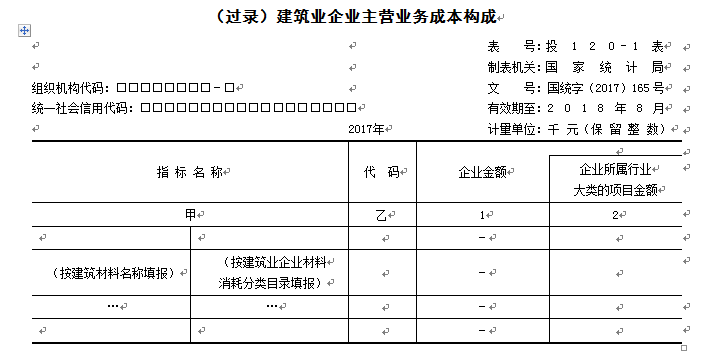 （过录）建筑业企业主营业务成本构成
表 号：投 1 2 0 - 1 表
制表机关：国 家 统 计 局
组织机构代码：□□□□□□□□-□
文 号：国统字（2017）165号
统一社会信用代码：□□□□□□□□□□□□□□□□□□
有效期至：2 0 1 8 年 8 月
2017年
计量单位：千 元（保 留 整 数）
指 标 名 称
代 码
企业金额
企业所属行业
大类的项目金额
甲
乙
1
2
-
（按建筑材料名称填报）
（按建筑业企业材料
消耗分类目录填报）
-
…
…
-
-